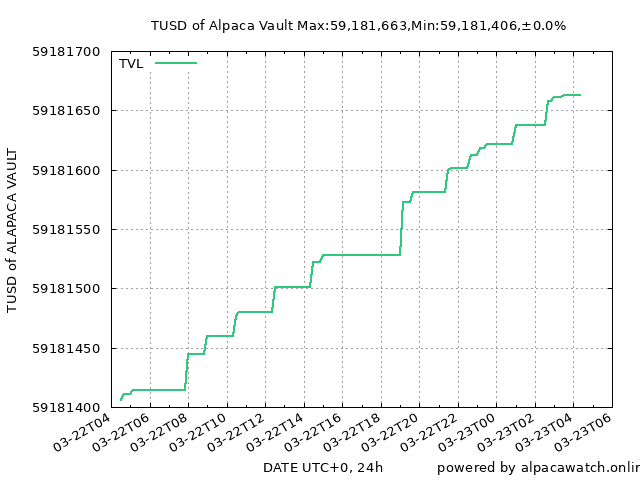 TUSD of Alpaca Vault Max:59,181,663,Min:59,181,406,±0.0%
TVL
59181700
59181650
59181600
59181550
59181500
59181450
59181400
TUSD of ALAPACA VAULT
03-22T04
03-22T06
03-22T08
03-22T10
03-22T12
03-22T14
03-22T16
03-22T18
03-22T20
03-22T22
03-23T00
03-23T02
03-23T04
03-23T06
DATE UTC+0, 24h
powered by alpacawatch.onlin